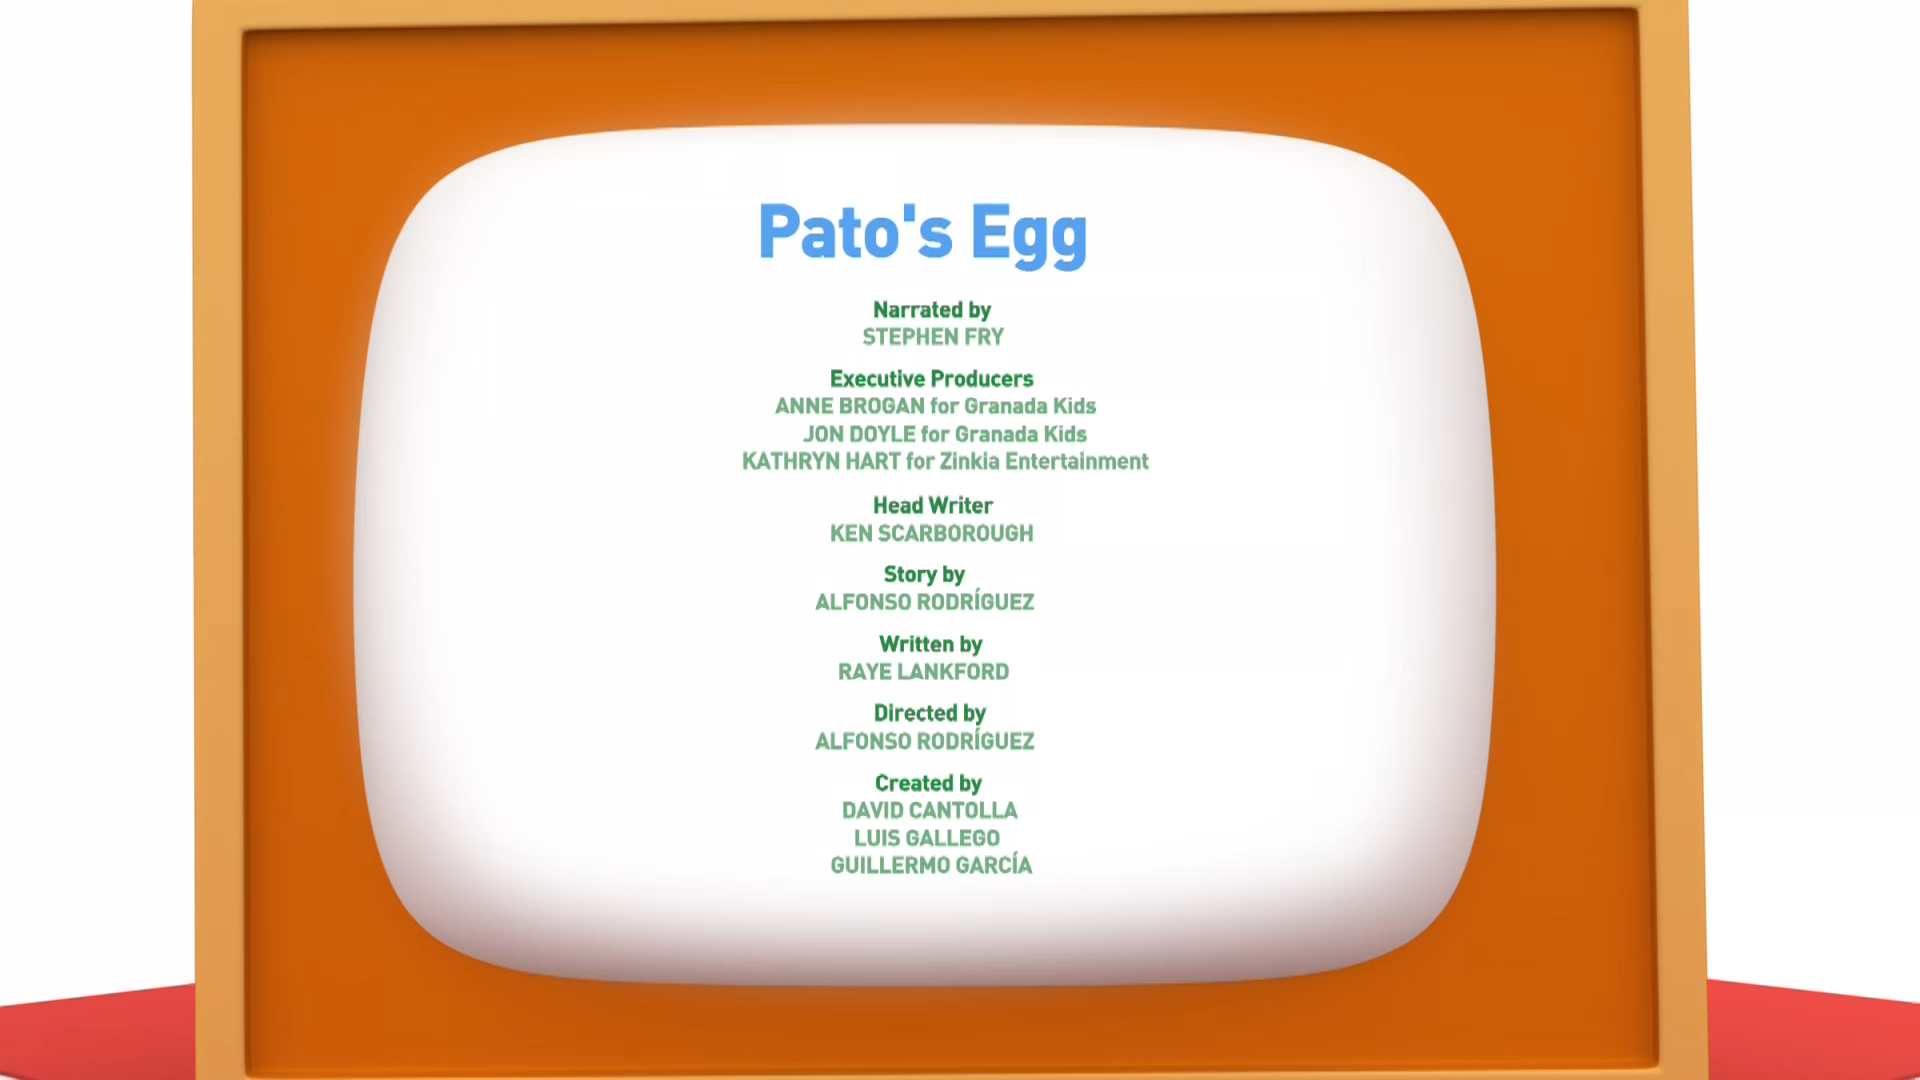 Pato's Egg
Narrated by
STEPHEN FRY
Executive Producers
ANNE BROGAN for Granada Kids
JON DOYLE for Granada Kids
KATHRYN HART for Zinkia Entertainment
Head Writer
KEN SCARBOROUGH
Story by
ALFONSO RODRÍGUEZ
Written by
RAYE LANKFORD
Directed by
ALFONSO RODRÍGUEZ
Created by
DAVID CANTOLLA
LUIS GALLEGO
GUILLERMO GARCÍA